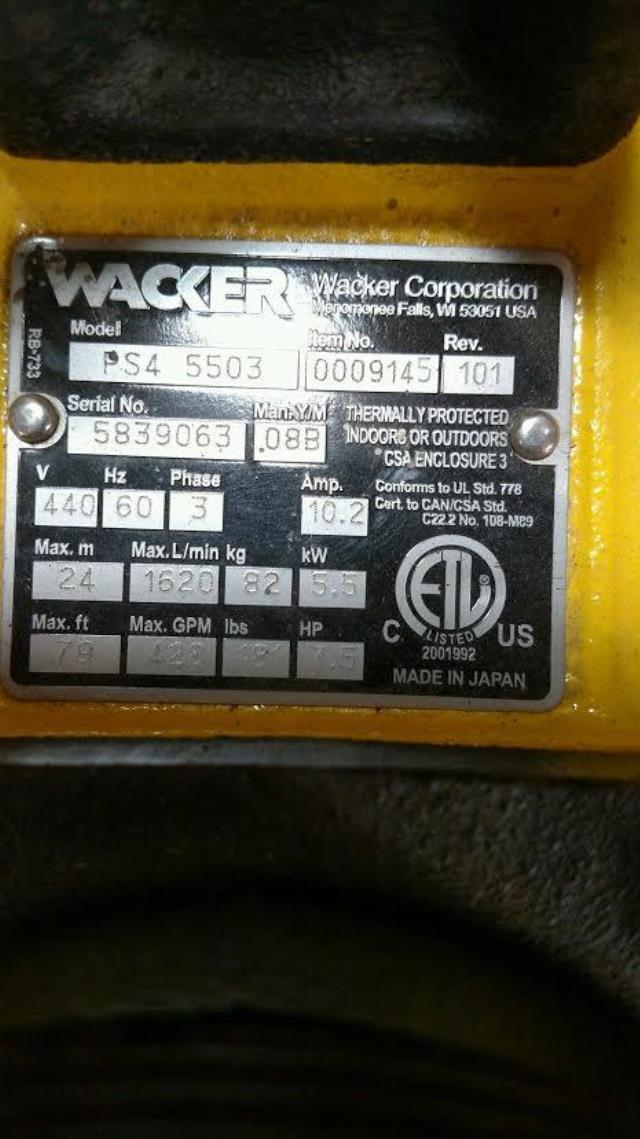 WACKER Wacker Corporation
Menomonee Falls, WI 53051 USA
RB-733
Model Item No. Rev.
PS4 5503 0009145 101
Serial No. Man. Y/M THERMALLY PROTECTED
5839063 .08B INDOORS OR OUTDOORS
CSA ENCLOSURE 3
V Hz Phase Amp. Conforms to UL Std. 778
440 60 3 10.2 Cert. to CAN/CSA Std.
C22.2 No. 108-M89
Max. m Max. L/min kg kW
24 1620 82 5.5
ETL ®
C LISTED US
2001992
Max. ft Max. GPM lbs HP
79 7.5
MADE IN JAPAN